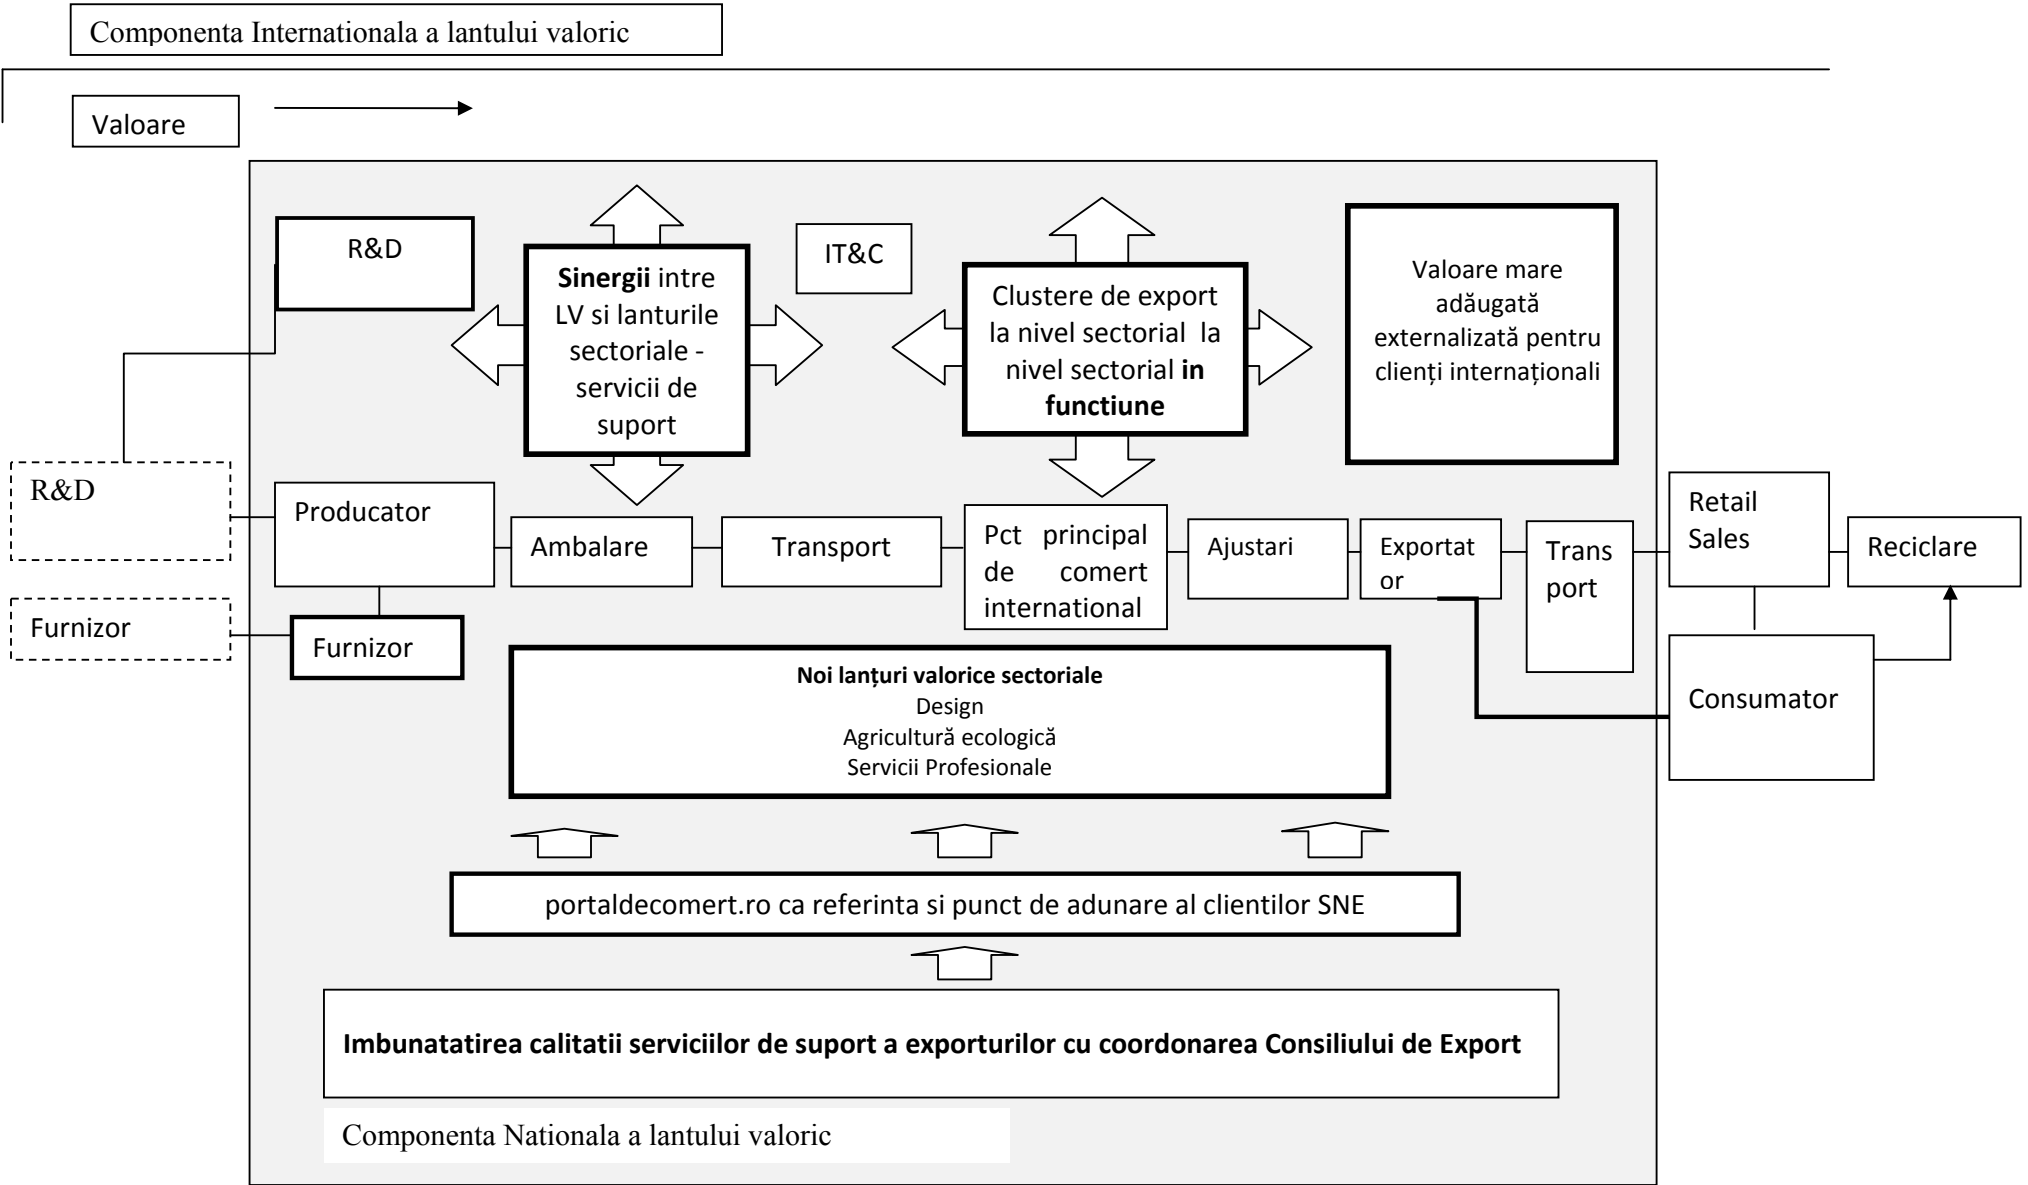 Componenta Internationala a lantului valoric
Valoare
R&D
Sinergii intre
LV si lanturile
sectoriale -
servicii de
suport
IT&C
Clustere de export
la nivel sectorial la
nivel sectorial in
functiune
Valoare mare
adăugată
externalizată pentru
clienți internaționali
R&D
Producator
Ambalare
Transport
Pct principal
de comert
international
Ajustari
Exportat
or
Trans
port
Retail
Sales
Reciclare
Furnizor
Furnizor
Consumator
Noi lanțuri valorice sectoriale
Design
Agricultură ecologică
Servicii Profesionale
portaldecomert.ro ca referinta si punct de adunare al clientilor SNE
Imbunatatirea calitatii serviciilor de suport a exporturilor cu coordonarea Consiliului de Export
Componenta Nationala a lantului valoric